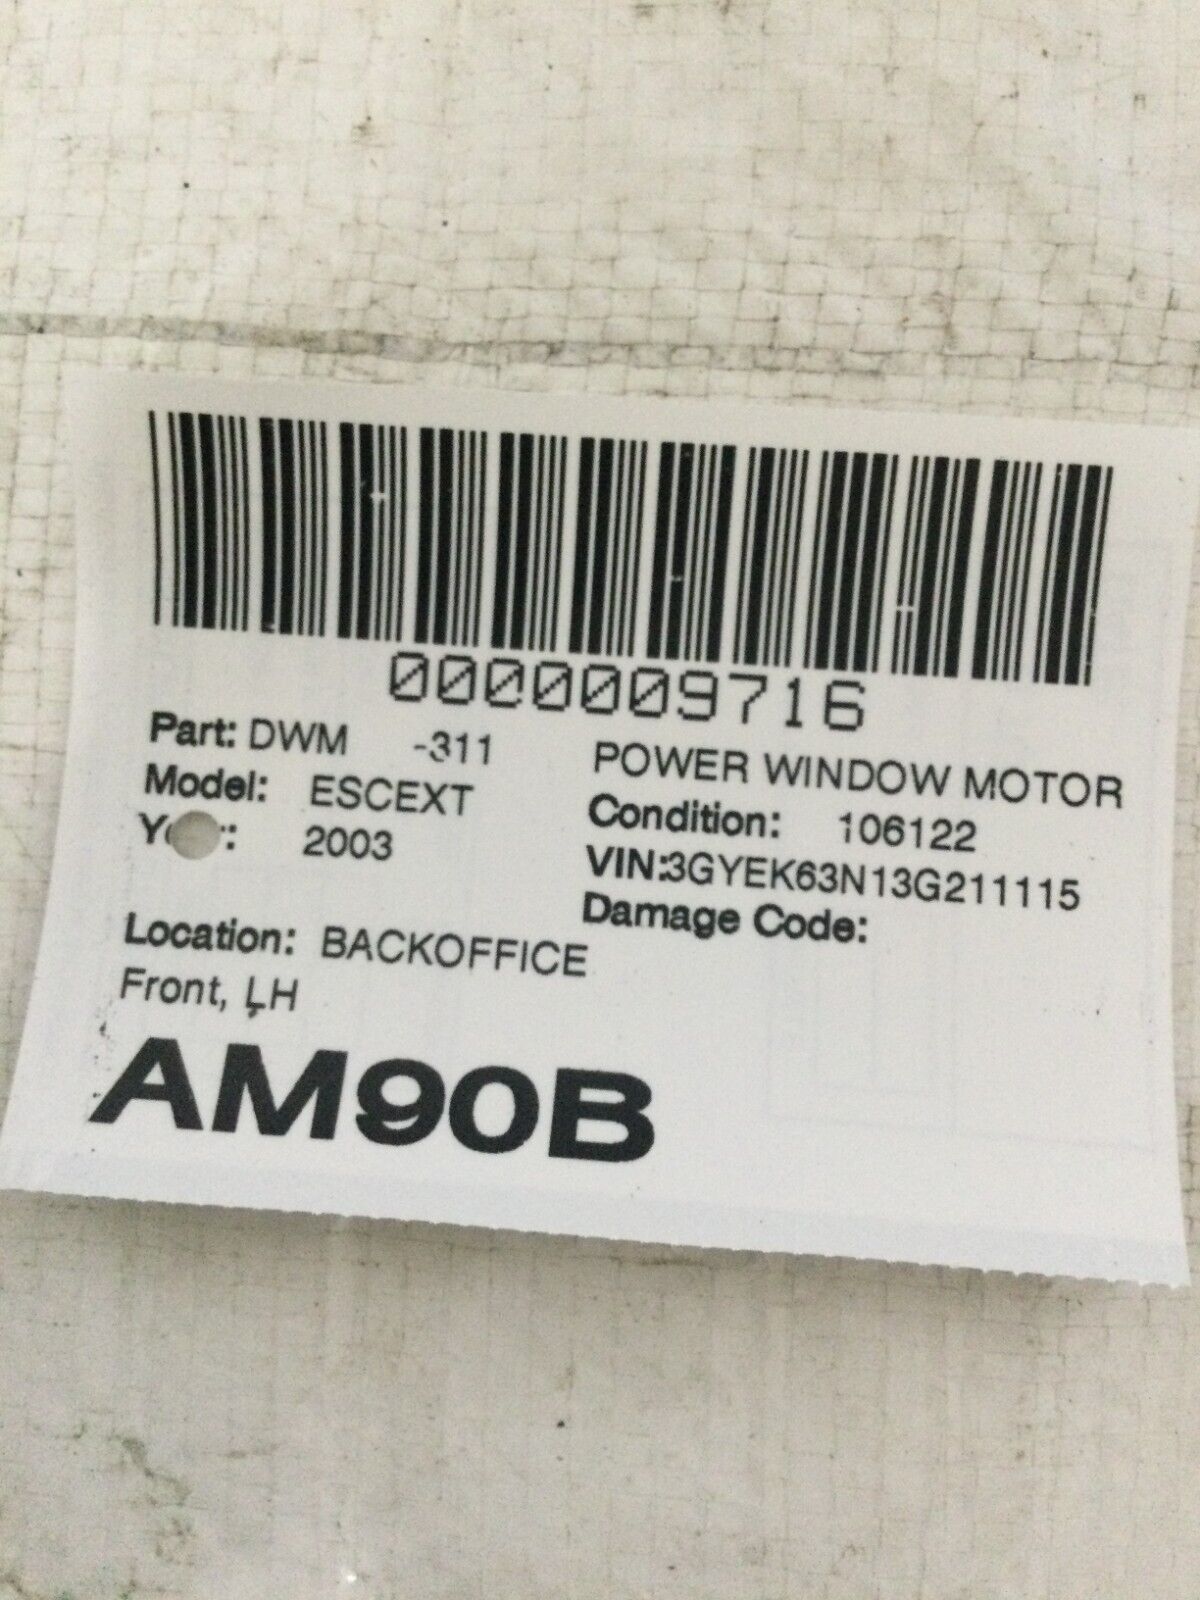 0000009716
Part: DWM -311 POWER WINDOW MOTOR
Model: ESCEXT Condition: 106122
2003 VIN:3GYEK63N13G211115
Damage Code:
Location: BACKOFFICE
Front, LH
AM90B